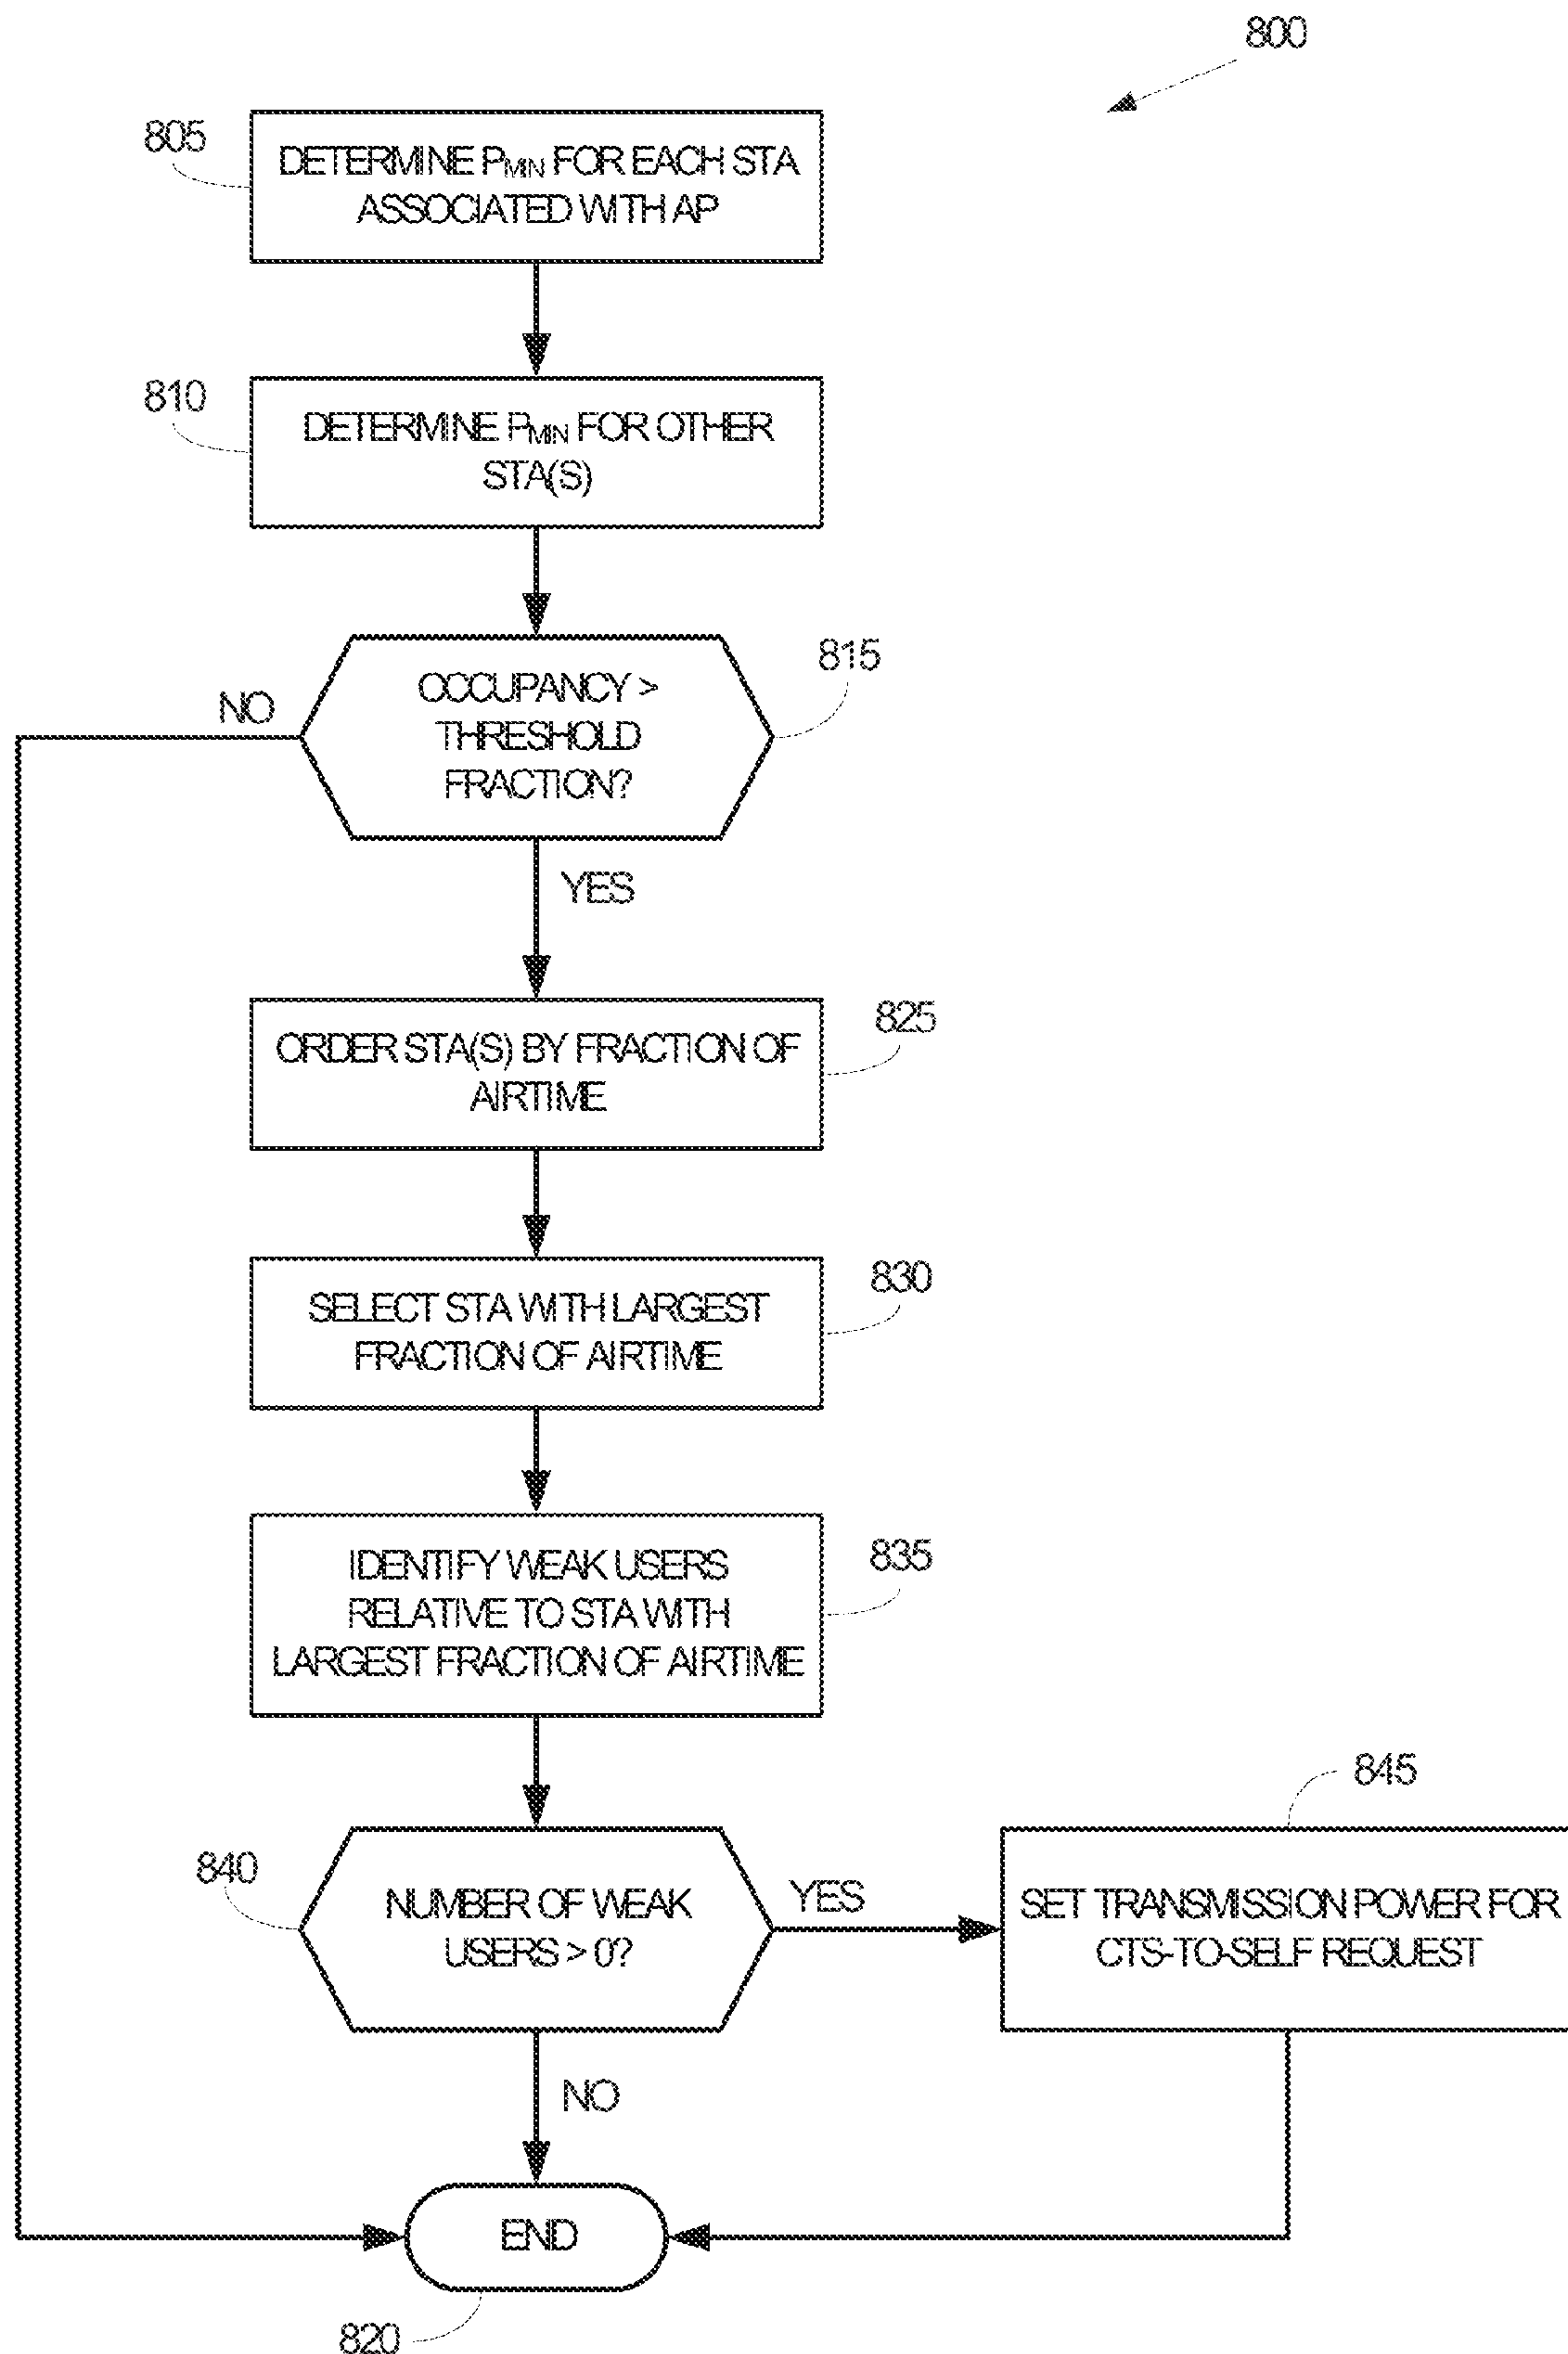 800
805
DETERMINE PMIN FOR EACH STA
ASSOCIATED WITH AP
810
DETERMINE PMIN FOR OTHER
STA(S)
815
OCCUPANCY >
THRESHOLD
FRACTION?
NO
YES
825
ORDER STA(S) BY FRACTION OF
AIRTIME
830
SELECT STA WITH LARGEST
FRACTION OF AIRTIME
835
IDENTIFY WEAK USERS
RELATIVE TO STA WITH
LARGEST FRACTION OF AIRTIME
840
NUMBER OF WEAK
USERS > 0?
YES
845
SET TRANSMISSION POWER FOR
CTS-TO-SELF REQUEST
NO
END
820